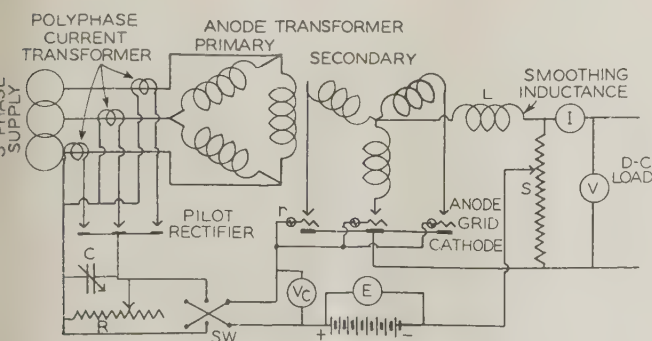 POLYPHASE
CURRENT
TRANSFORMER
ANODE TRANSFORMER
PRIMARY
SECONDARY
SMOOTHING
INDUCTANCE
L
I
PHASE
SUPPLY
D-C
LOAD
S
V
r
ANODE
GRID
CATHODE
PILOT
RECTIFIER
C
R
SW
VC
E
+
-